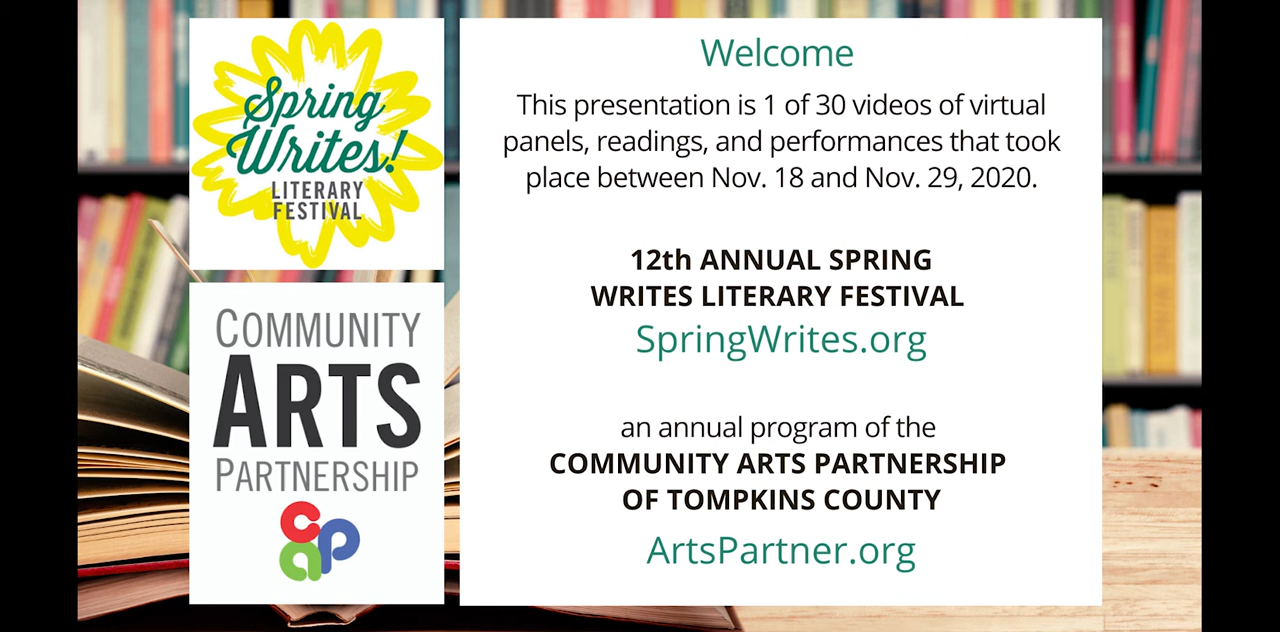 Spring
Writes!
LITERARY
FESTIVAL
COMMUNITY
ARTS
PARTNERSHIP
cap
Welcome
This presentation is 1 of 30 videos of virtual
panels, readings, and performances that took
place between Nov. 18 and Nov. 29, 2020.
12th ANNUAL SPRING
WRITES LITERARY FESTIVAL
SpringWrites.org
an annual program of the
COMMUNITY ARTS PARTNERSHIP
OF TOMPKINS COUNTY
ArtsPartner.org